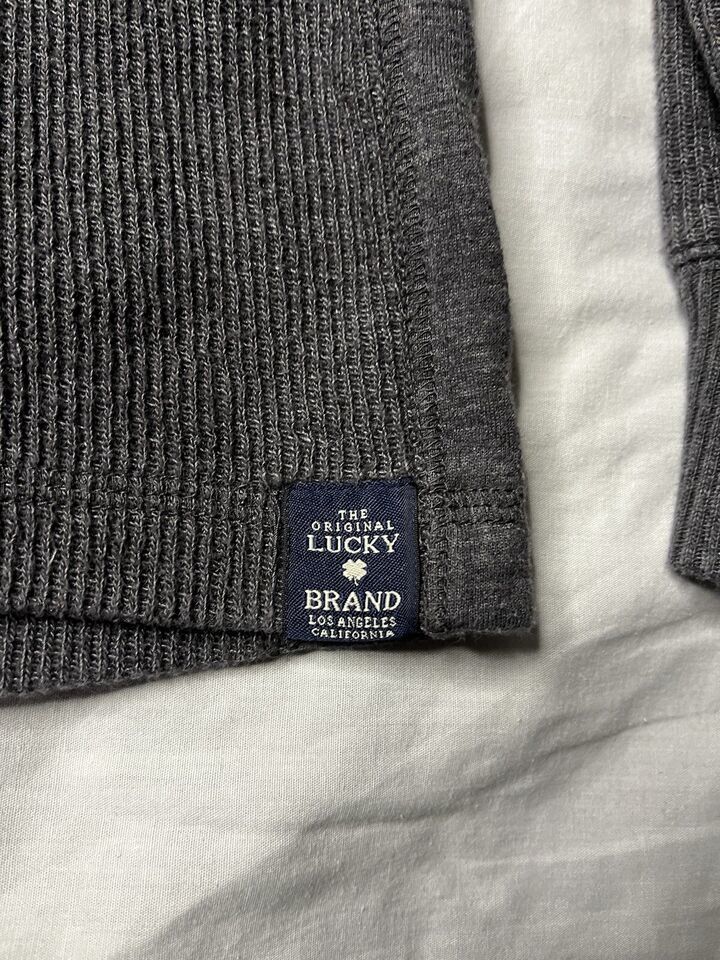 THE
ORIGINAL
LUCKY
BRAND
LOS ANGELES
CALIFORNIA